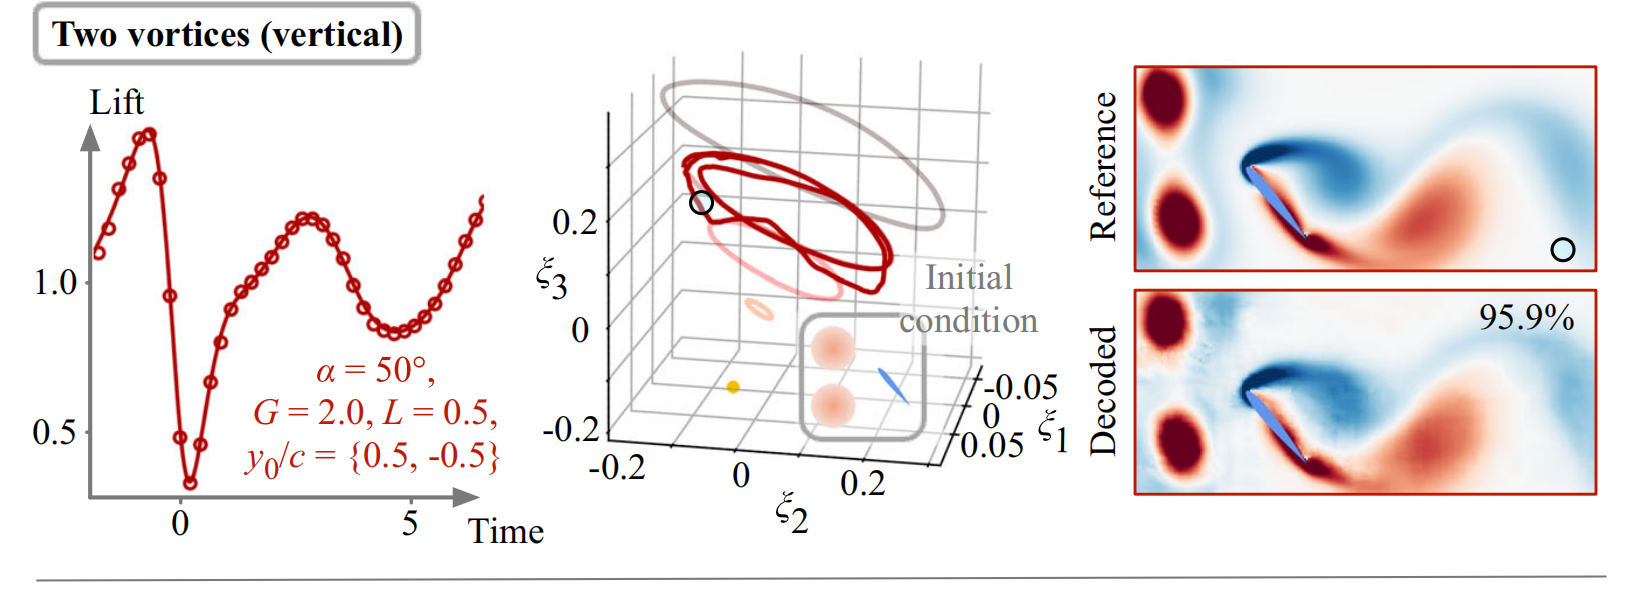 Two vortices (vertical)
Lift
1.0
0.5
0
5
Time
α = 50°,
G = 2.0, L = 0.5,
y0/c = {0.5, -0.5}
0.2
0
-0.2
ξ3
-0.2
0
0.2
ξ2
-0.05
0
0.05
ξ1
Initial
condition
Reference
Decoded
95.9%